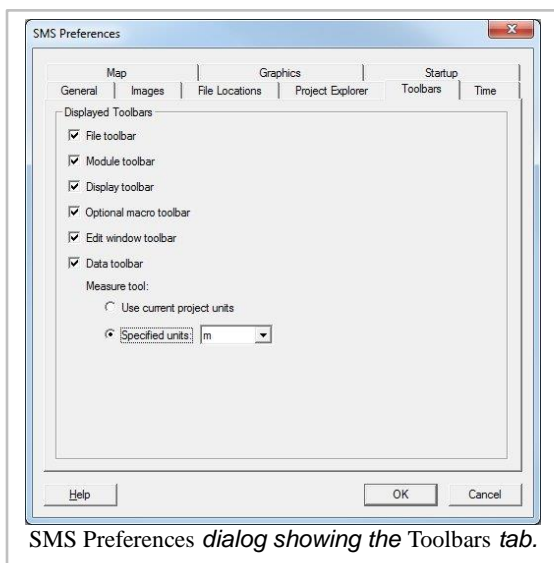 SMS Preferences
Map Graphics Startup
General Images File Locations Project Explorer Toolbars Time
Displayed Toolbars
File toolbar
Module toolbar
Display toolbar
Optional macro toolbar
Edit window toolbar
Data toolbar
Measure tool:
Use current project units
Specified units: m
Help OK Cancel
SMS Preferences dialog showing the Toolbars tab.